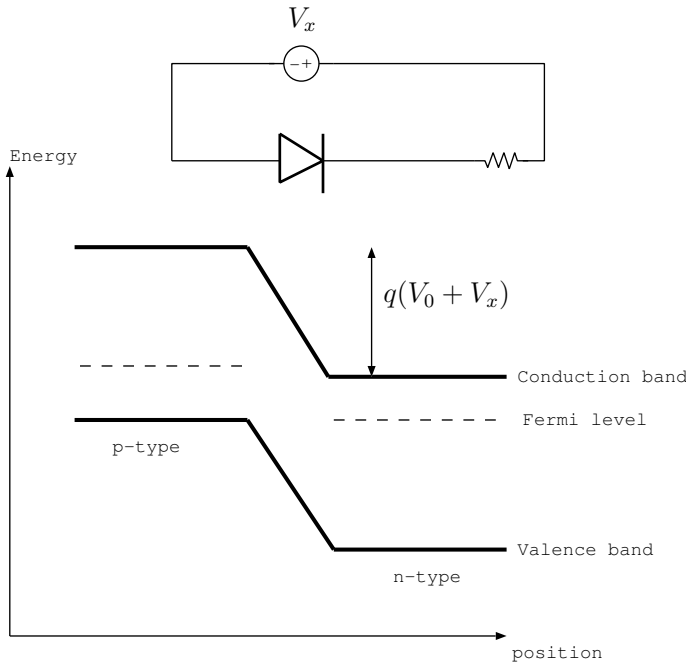 V_x
−+
Energy
q(V_0 + V_x)
Conduction band
Fermi level
p−type
Valence band
n−type
position